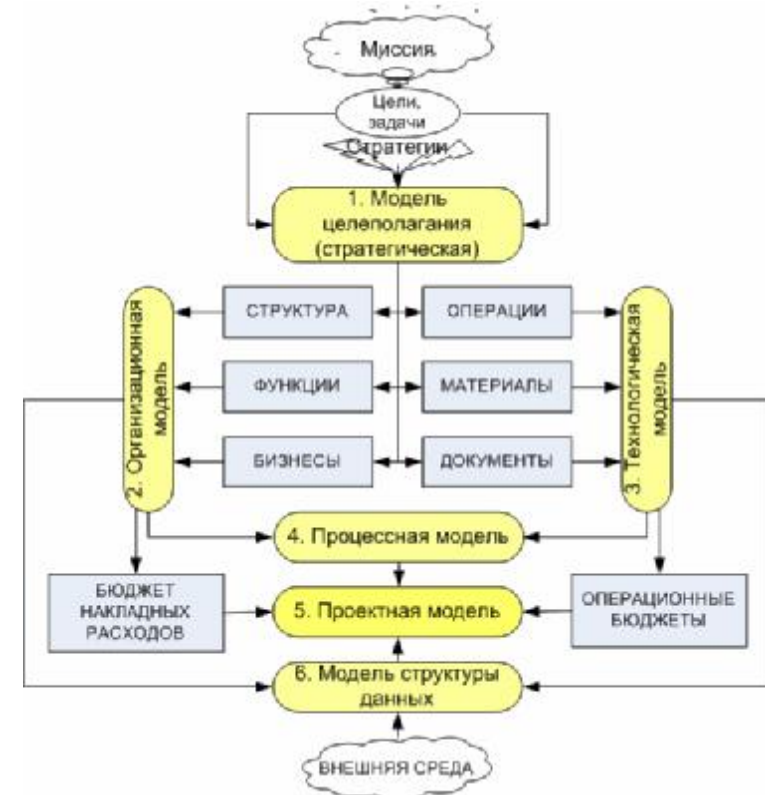 Миссия
Цели,
задачи
Стратегии
1. Модель
целеполагания
(стратегическая)
СТРУКТУРА
ОПЕРАЦИИ
ФУНКЦИИ
МАТЕРИАЛЫ
БИЗНЕСЫ
ДОКУМЕНТЫ
2. Организационная
модель
3. Технологическая
модель
4. Процессная модель
БЮДЖЕТ
НАКЛАДНЫХ
РАСХОДОВ
5. Проектная модель
ОПЕРАЦИОННЫЕ
БЮДЖЕТЫ
6. Модель структуры
данных
ВНЕШНЯЯ СРЕДА